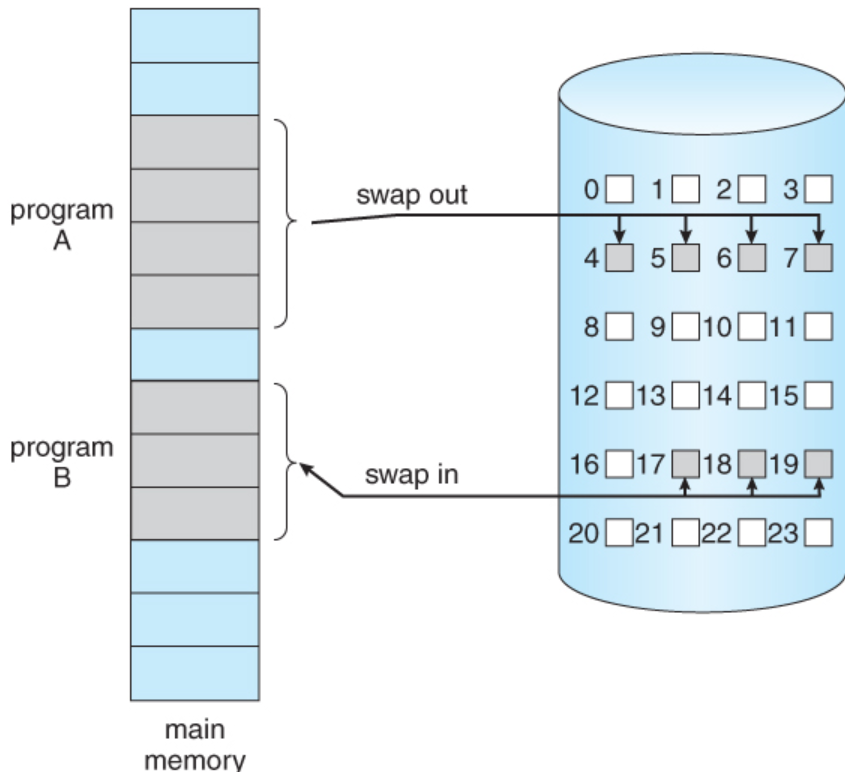 program
A
program
B
main
memory
swap out
swap in
0 1 2 3
4 5 6 7
8 9 10 11
12 13 14 15
16 17 18 19
20 21 22 23